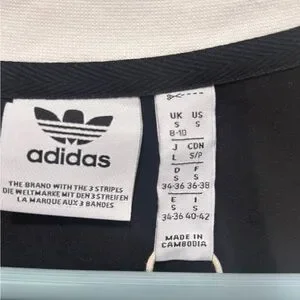 adidas
THE BRAND WITH THE 3 STRIPES
DIE WELTMARKE MIT DEN 3 STREIFEN
LA MARQUE AUX 3 BANDES
UK US
S S
8-10
J CDN
L S/P
D F
S S
34-36 36-38
E I
S S
34-36 40-42
MADE IN
CAMBODIA